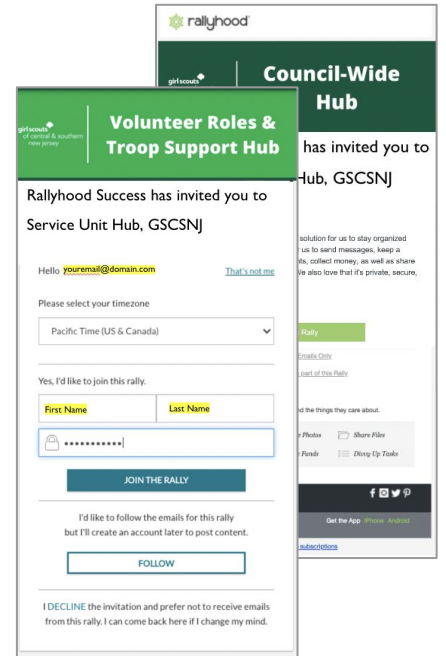 rallyhood
girl scouts
Council-Wide
Hub
has invited you to
Hub, GSCSNJ
solution for us to stay organized
us to send messages, keep a
nts, collect money, as well as share
We also love that it's private, secure,
Rally
Emails Only
part of this Rally
nd the things they care about.
Photos
Share Files
Funds
Divvy Up Tasks
Get the App iPhone Android
subscriptions
girl scouts
of central & southern
new jersey
Volunteer Roles &
Troop Support Hub
Rallyhood Success has invited you to
Service Unit Hub, GSCSNJ
Hello youremail@domain.com
That's not me
Please select your timezone
Pacific Time (US & Canada)
Yes, I'd like to join this rally.
First Name
Last Name
JOIN THE RALLY
I'd like to follow the emails for this rally
but I'll create an account later to post content.
FOLLOW
I DECLINE the invitation and prefer not to receive emails
from this rally. I can come back here if I change my mind.